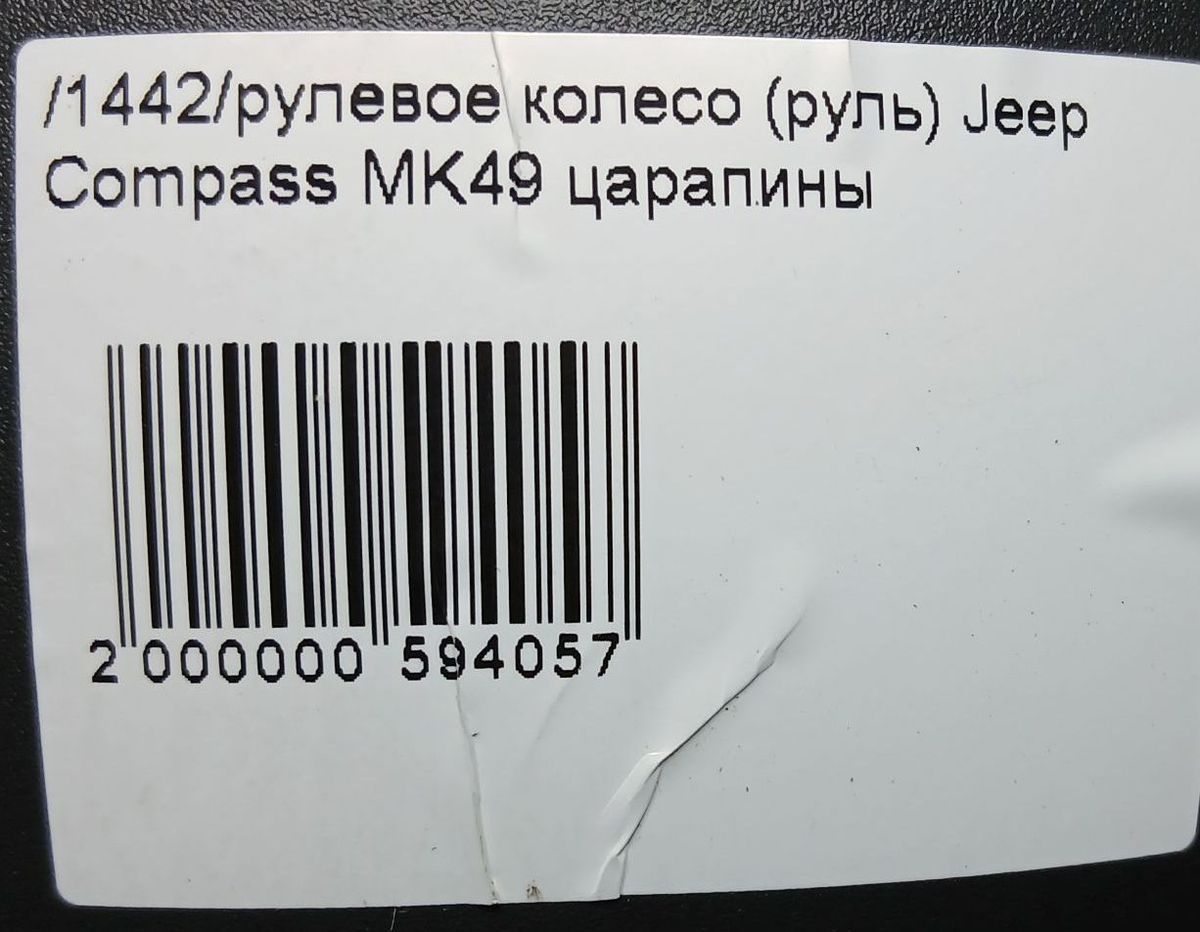 /1442/рулевое колесо (руль) Jeep
Compass MK49 царапины
2 000000 594057